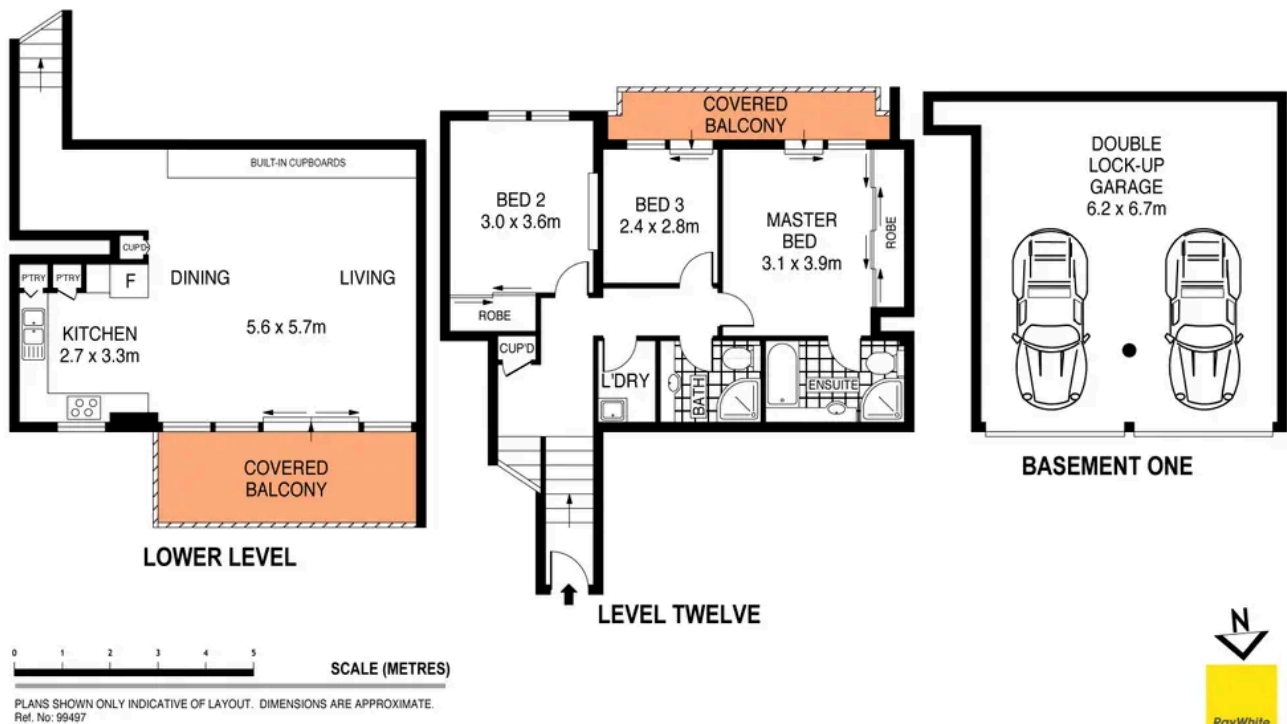 BUILT-IN CUPBOARDS
CUP'D
P'TRY
P'TRY
F
DINING
LIVING
KITCHEN
2.7 x 3.3m
5.6 x 5.7m
COVERED
BALCONY
LOWER LEVEL
COVERED
BALCONY
BED 2
3.0 x 3.6m
BED 3
2.4 x 2.8m
MASTER
BED
3.1 x 3.9m
ROBE
ROBE
CUP'D
L'DRY
BATH
ENSUITE
LEVEL TWELVE
DOUBLE
LOCK-UP
GARAGE
6.2 x 6.7m
BASEMENT ONE
0 1 2 3 4 5
SCALE (METRES)
PLANS SHOWN ONLY INDICATIVE OF LAYOUT. DIMENSIONS ARE APPROXIMATE.
Ref. No: 99497
N
RayWhite